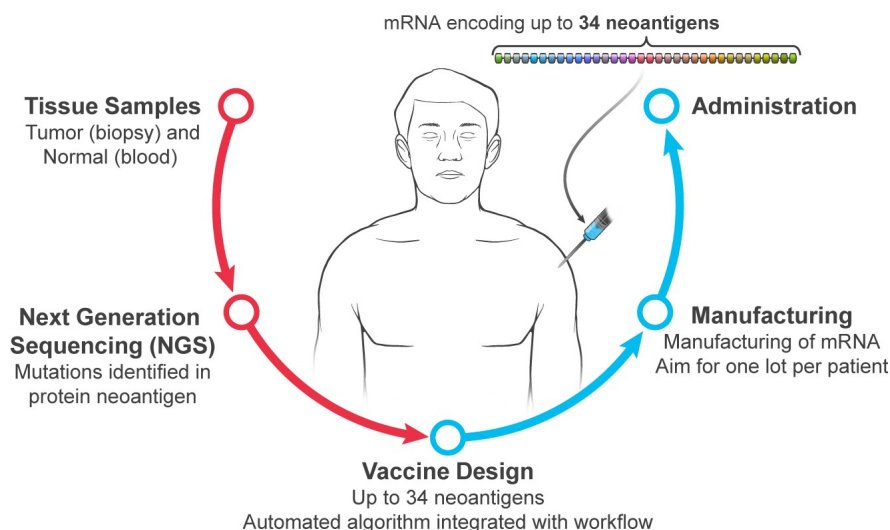 mRNA encoding up to 34 neoantigens
Tissue Samples
Tumor (biopsy) and
Normal (blood)
Next Generation
Sequencing (NGS)
Mutations identified in
protein neoantigen
Vaccine Design
Up to 34 neoantigens
Automated algorithm integrated with workflow
Manufacturing
Manufacturing of mRNA
Aim for one lot per patient
Administration